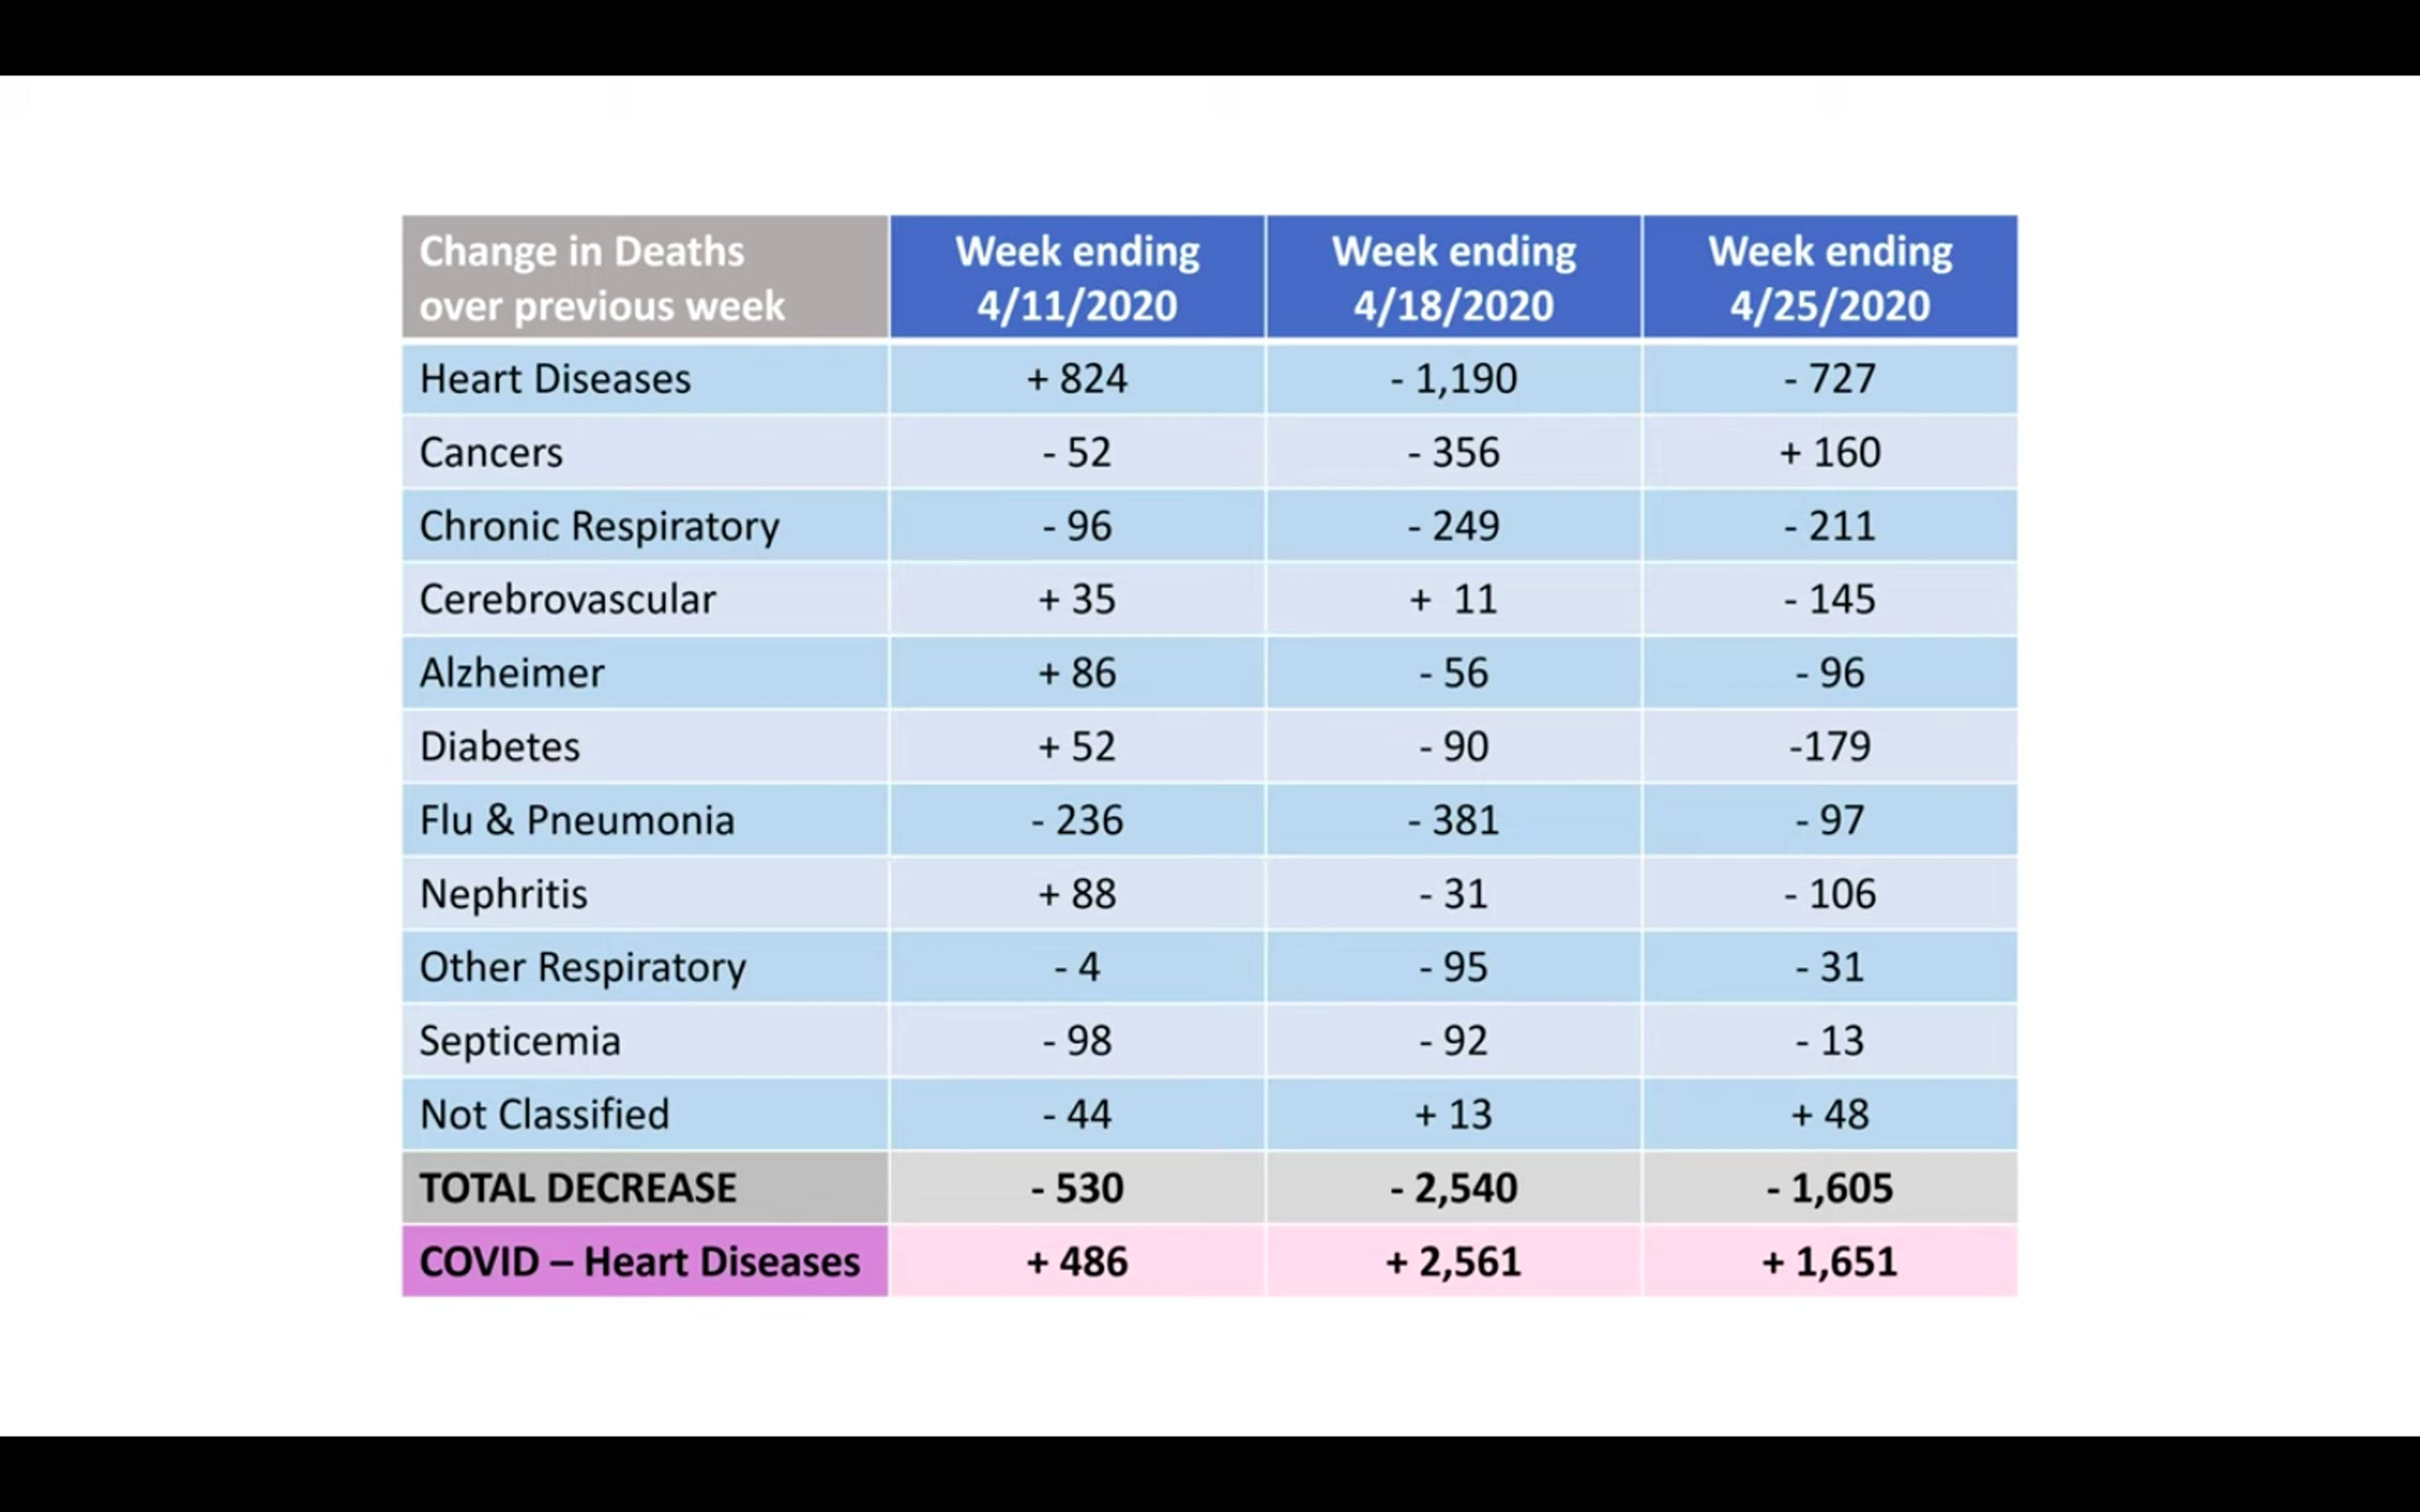 Change in Deaths over previous week	Week ending 4/11/2020	Week ending 4/18/2020	Week ending 4/25/2020
Heart Diseases	+ 824	- 1,190	- 727
Cancers	- 52	- 356	+ 160
Chronic Respiratory	- 96	- 249	- 211
Cerebrovascular	+ 35	+ 11	- 145
Alzheimer	+ 86	- 56	- 96
Diabetes	+ 52	- 90	-179
Flu & Pneumonia	- 236	- 381	- 97
Nephritis	+ 88	- 31	- 106
Other Respiratory	- 4	- 95	- 31
Septicemia	- 98	- 92	- 13
Not Classified	- 44	+ 13	+ 48
TOTAL DECREASE	- 530	- 2,540	- 1,605
COVID – Heart Diseases	+ 486	+ 2,561	+ 1,651